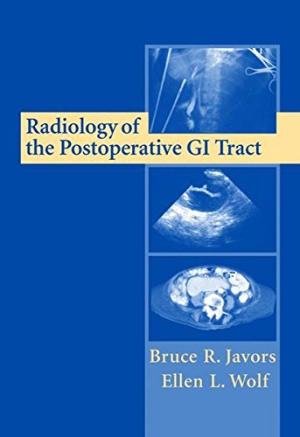 Radiology of
the Postoperative GI Tract
Bruce R. Javors
Ellen L. Wolf